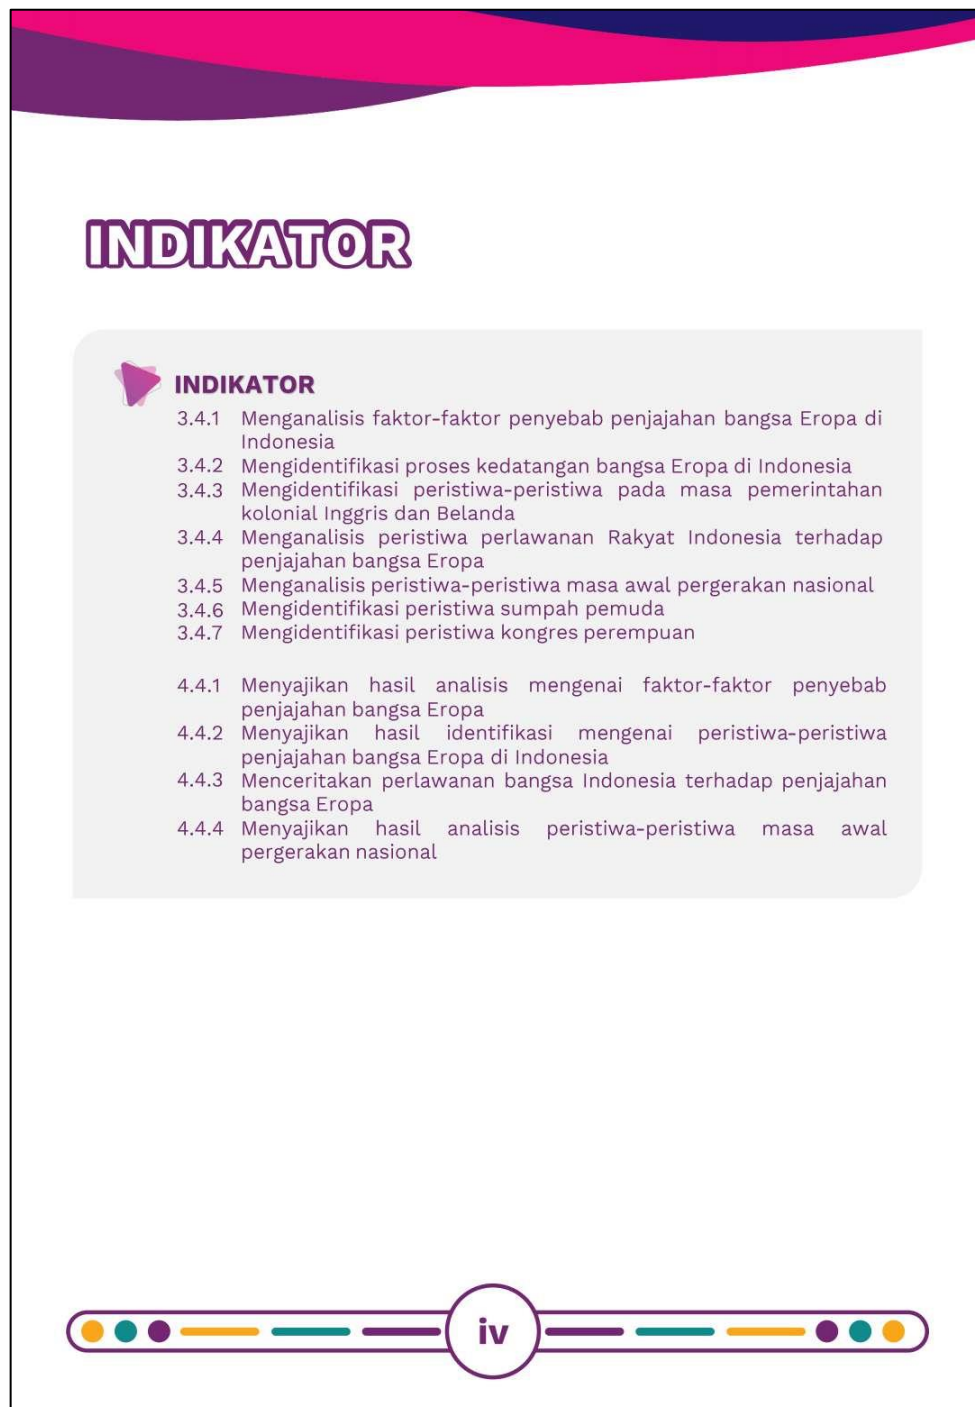 INDIKATOR
INDIKATOR
3.4.1 Menganalisis faktor-faktor penyebab penjajahan bangsa Eropa di
Indonesia
3.4.2 Mengidentifikasi proses kedatangan bangsa Eropa di Indonesia
3.4.3 Mengidentifikasi peristiwa-peristiwa pada masa pemerintahan
kolonial Inggris dan Belanda
3.4.4 Menganalisis peristiwa perlawanan Rakyat Indonesia terhadap
penjajahan bangsa Eropa
3.4.5 Menganalisis peristiwa-peristiwa masa awal pergerakan nasional
3.4.6 Mengidentifikasi peristiwa sumpah pemuda
3.4.7 Mengidentifikasi peristiwa kongres perempuan
4.4.1 Menyajikan hasil analisis mengenai faktor-faktor penyebab
penjajahan bangsa Eropa
4.4.2 Menyajikan hasil identifikasi mengenai peristiwa-peristiwa
penjajahan bangsa Eropa di Indonesia
4.4.3 Menceritakan perlawanan bangsa Indonesia terhadap penjajahan
bangsa Eropa
4.4.4 Menyajikan hasil analisis peristiwa-peristiwa masa awal
pergerakan nasional
iv